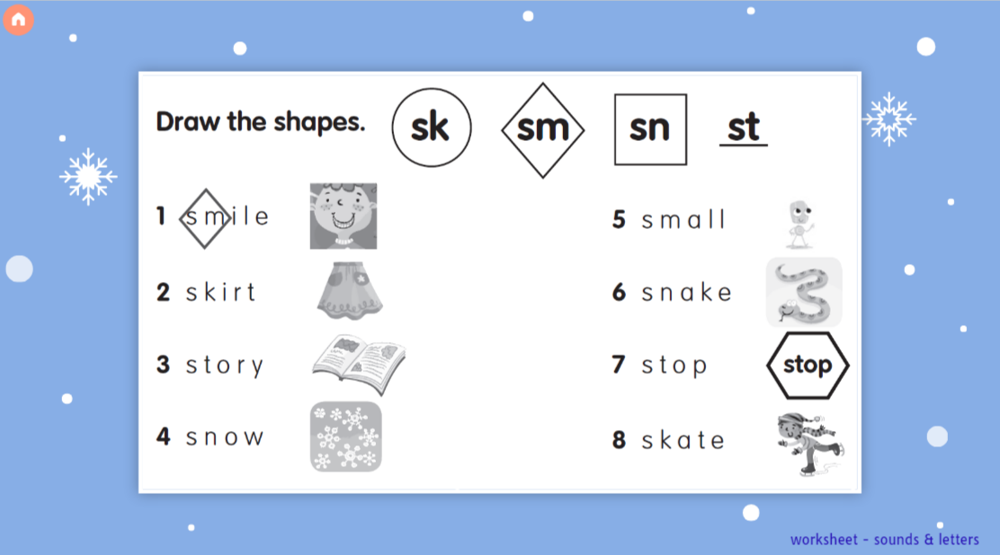 Draw the shapes. sk sm sn st
1 smile
2 skirt
3 story
4 snow
5 small
6 snake
7 stop stop
8 skate
worksheet - sounds & letters